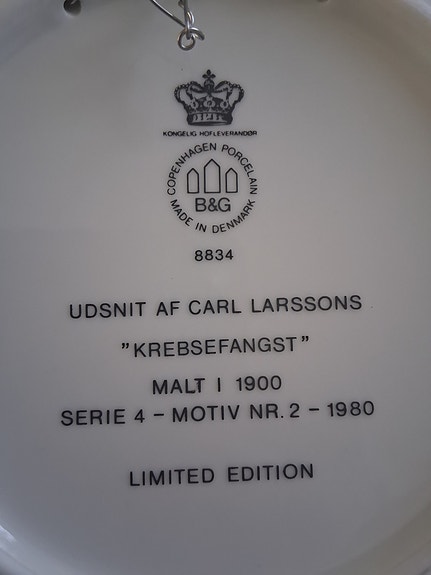 KONGELIG HOFLEVERANDØR
COPENHAGEN PORCELAIN
B&G
MADE IN DENMARK
8834
UDSNIT AF CARL LARSSONS
"KREBSEFANGST"
MALT I 1900
SERIE 4 – MOTIV NR. 2 – 1980
LIMITED EDITION